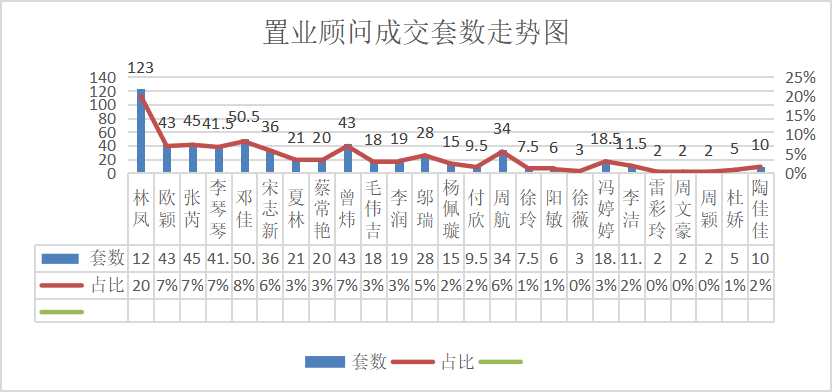 置业顾问成交套数走势图
123 43 45 41.5 50.5 36 21 20 43 18 19 28 15 9.5 34 7.5 6 3 18.5 11.5 2 2 2 5 10
140 25%
120 20%
100 15%
80 10%
60 5%
40 0%
20
0
林凤 欧颖 张芮 李琴琴 邓佳 宋志新 夏林 蔡常艳 曾炜 毛伟吉 李润 邬瑞 杨佩璇 付欣 周航 徐玲 阳敏 徐薇 冯婷婷 李洁 雷彩玲 周文豪 周颖 杜娇 陶佳佳
套数 12 43 45 41. 50. 36 21 20 43 18 19 28 15 9.5 34 7.5 6 3 18. 11. 2 2 2 5 10
占比 20 7% 7% 7% 8% 6% 3% 3% 7% 3% 3% 5% 2% 2% 6% 1% 1% 0% 3% 2% 0% 0% 0% 1% 2%
套数 占比